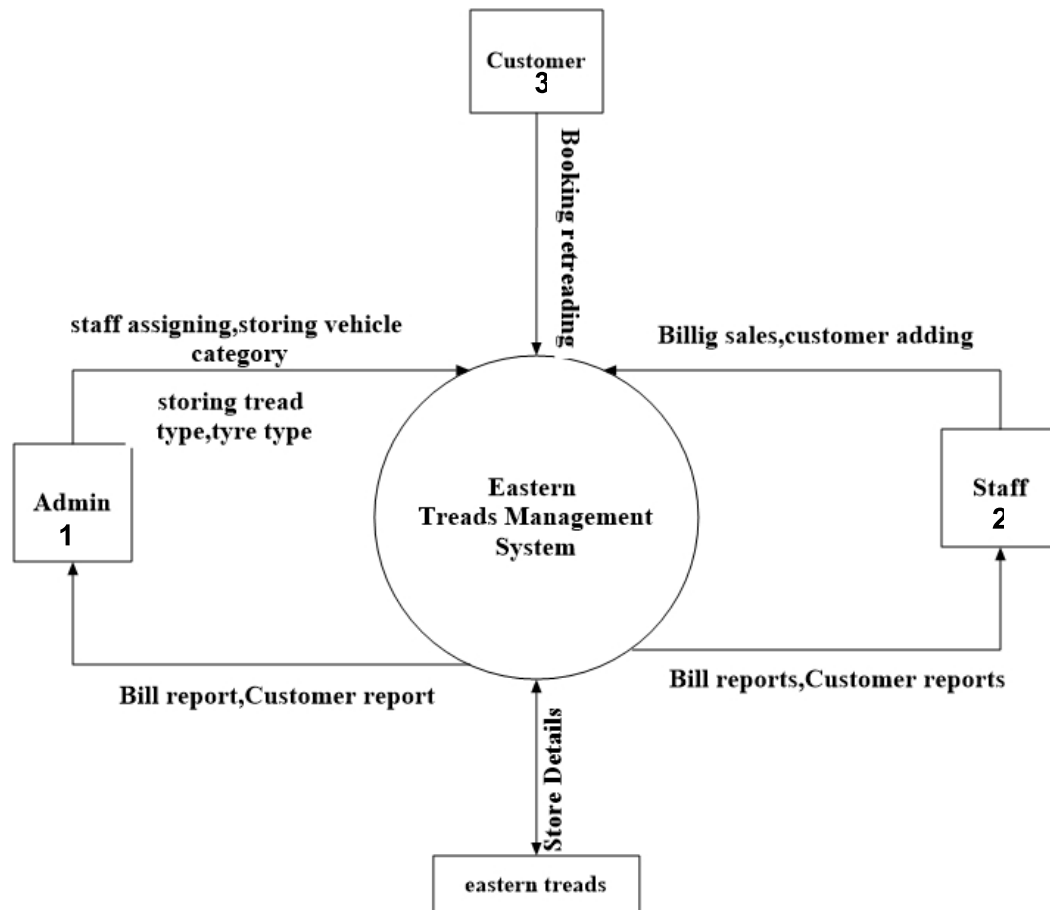 Customer
3
Booking retreading
staff assigning,storing vehicle
category
storing tread
type,tyre type
Billig sales,customer adding
Admin
1
Eastern
Treads Management
System
Staff
2
Bill report,Customer report
Bill reports,Customer reports
Store Details
eastern treads